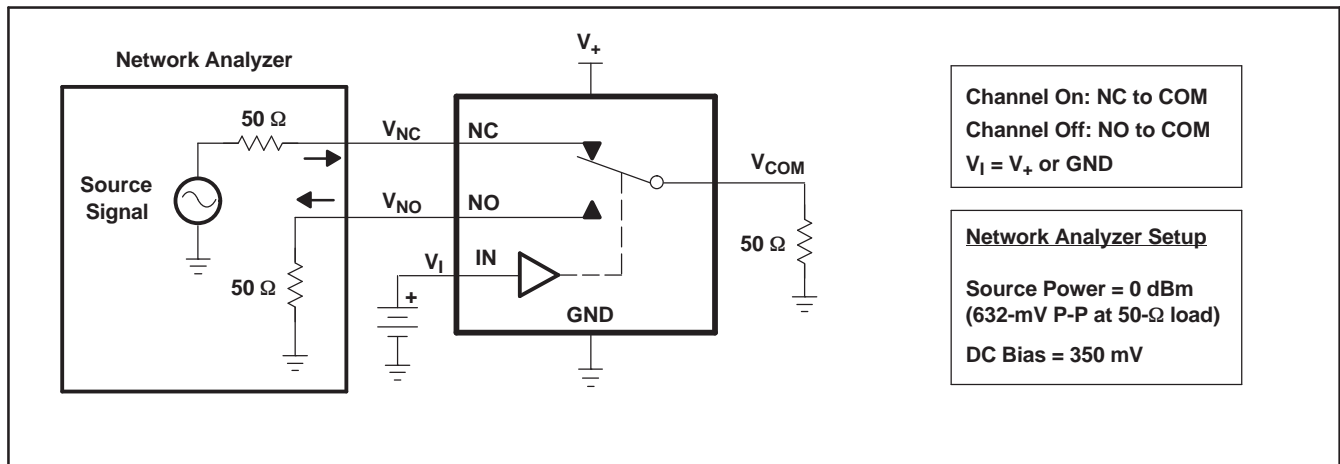 V+
Network Analyzer
50 Ω
VNC
NC
Source
Signal
VCOM
VNO
NO
50 Ω
50 Ω
VI
IN
+
GND
Channel On: NC to COM
Channel Off: NO to COM
VI = V+ or GND
Network Analyzer Setup
Source Power = 0 dBm
(632-mV P-P at 50-Ω load)
DC Bias = 350 mV